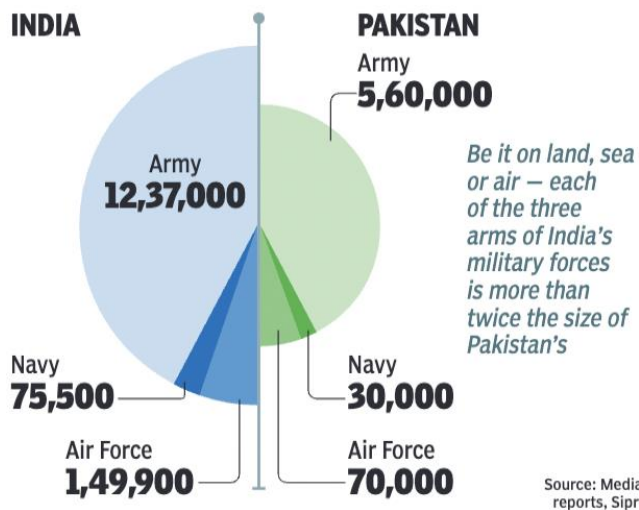 INDIA
Army
12,37,000
Navy
75,500
Air Force
1,49,900
PAKISTAN
Army
5,60,000
Navy
30,000
Air Force
70,000
Be it on land, sea
or air — each
of the three
arms of India's
military forces
is more than
twice the size of
Pakistan's
Source: Media
reports, Sipr